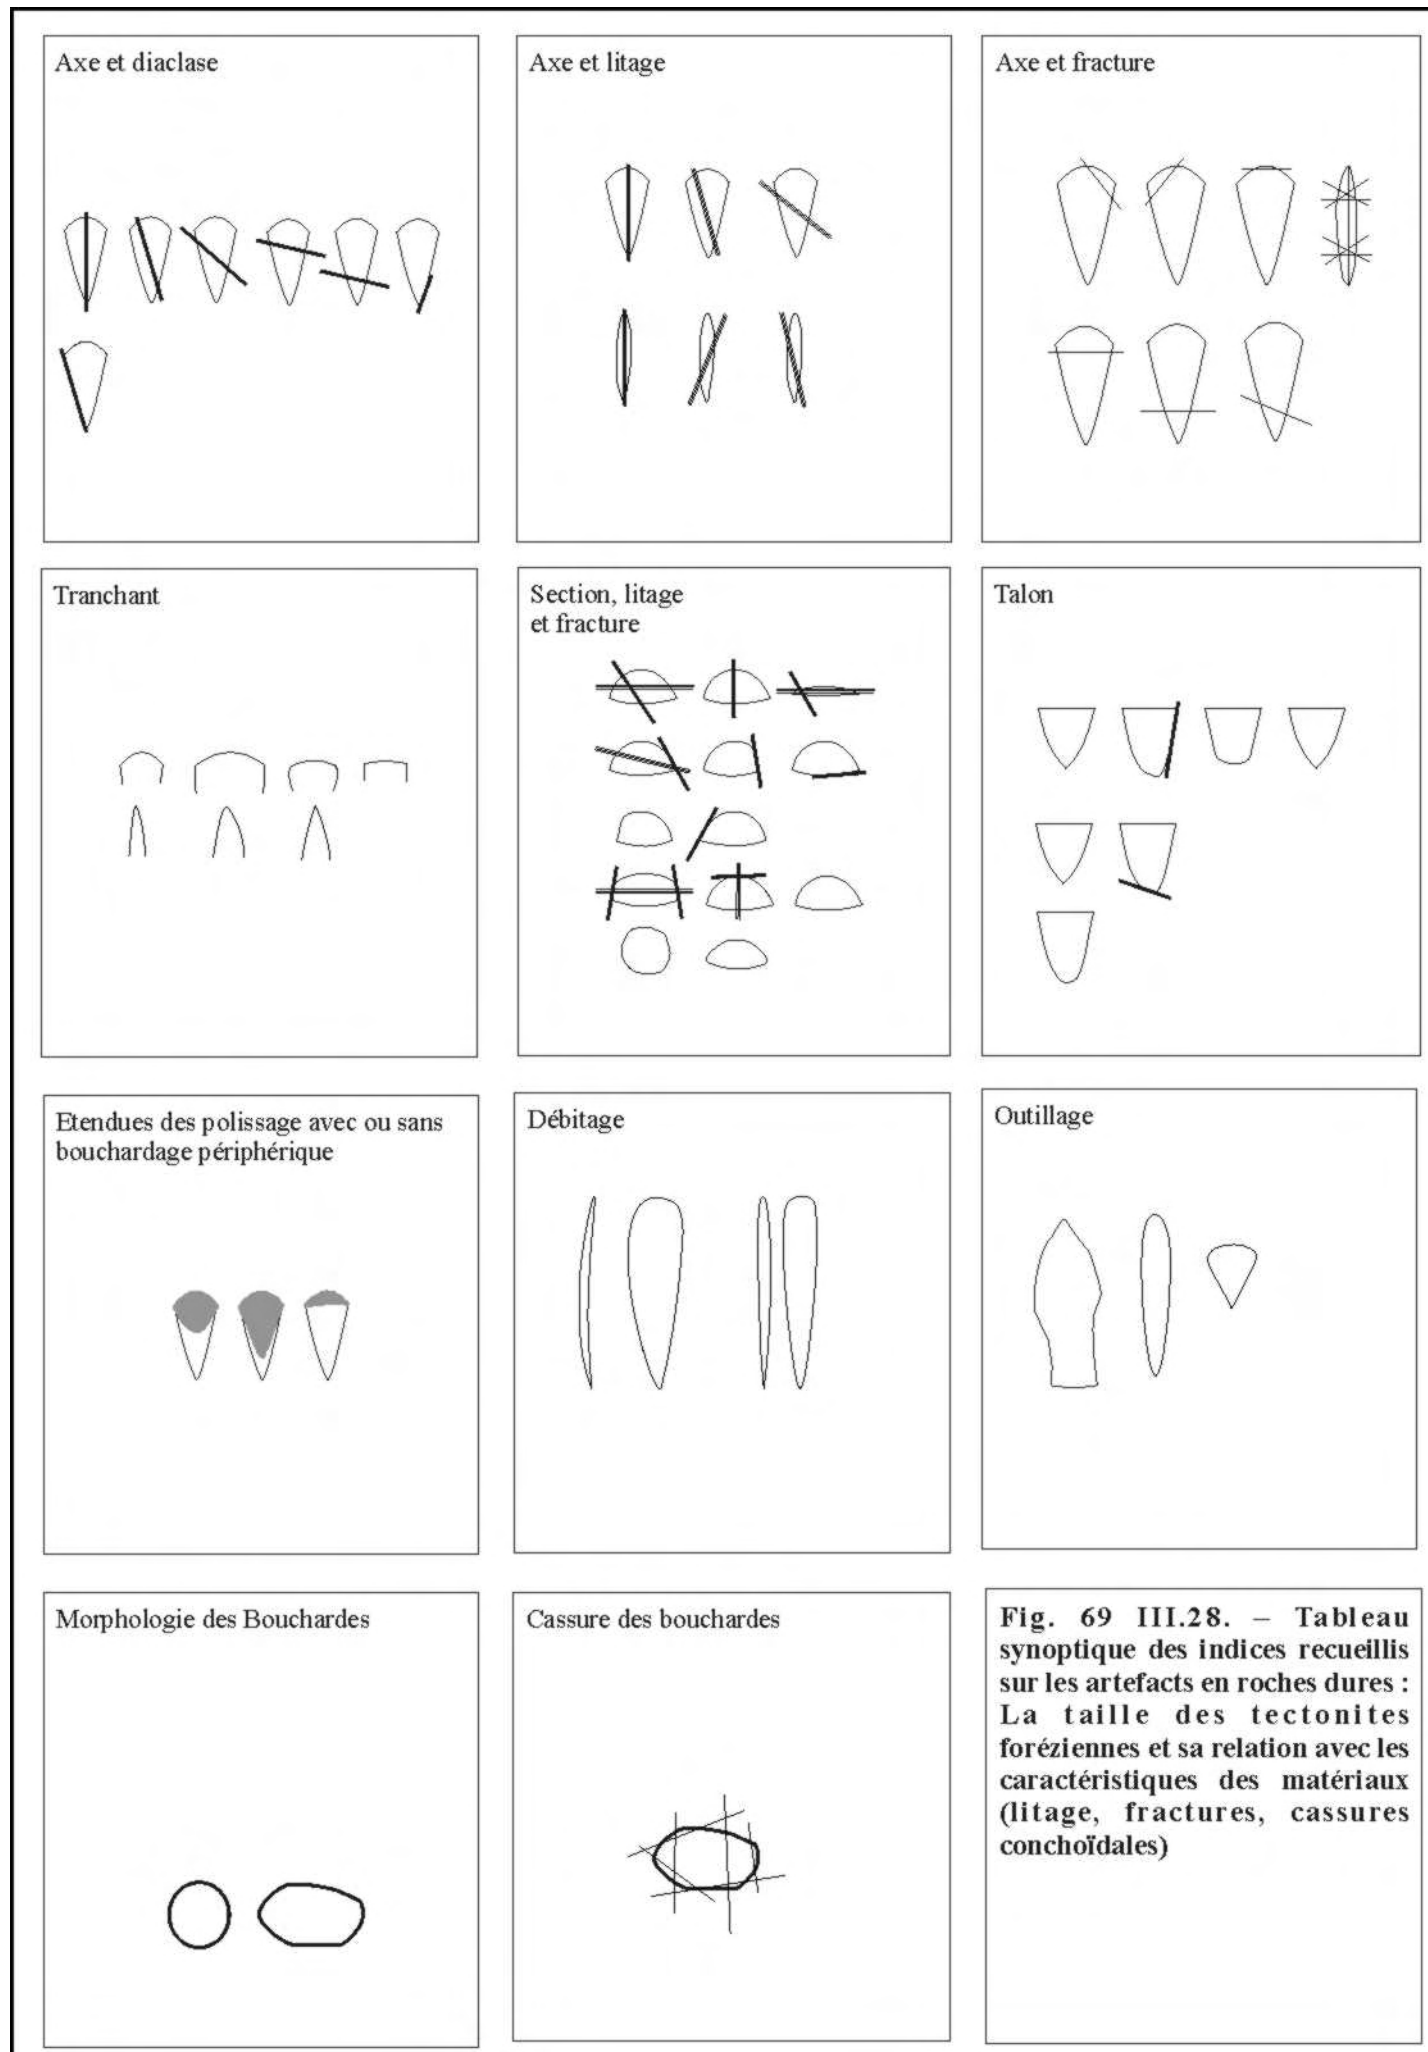 Axe et diaclase
Axe et litage
Axe et fracture
Tranchant
Section, litage
et fracture
Talon
Etendues des polissage avec ou sans
bouchardage périphérique
Débitage
Outillage
Morphologie des Bouchardes
Cassure des bouchardes
Fig. 69 III.28. – Tableau
synoptique des indices recueillis
sur les artefacts en roches dures :
La taille des tectonites
foréziennes et sa relation avec les
caractéristiques des matériaux
(litage, fractures, cassures
conchoïdales)